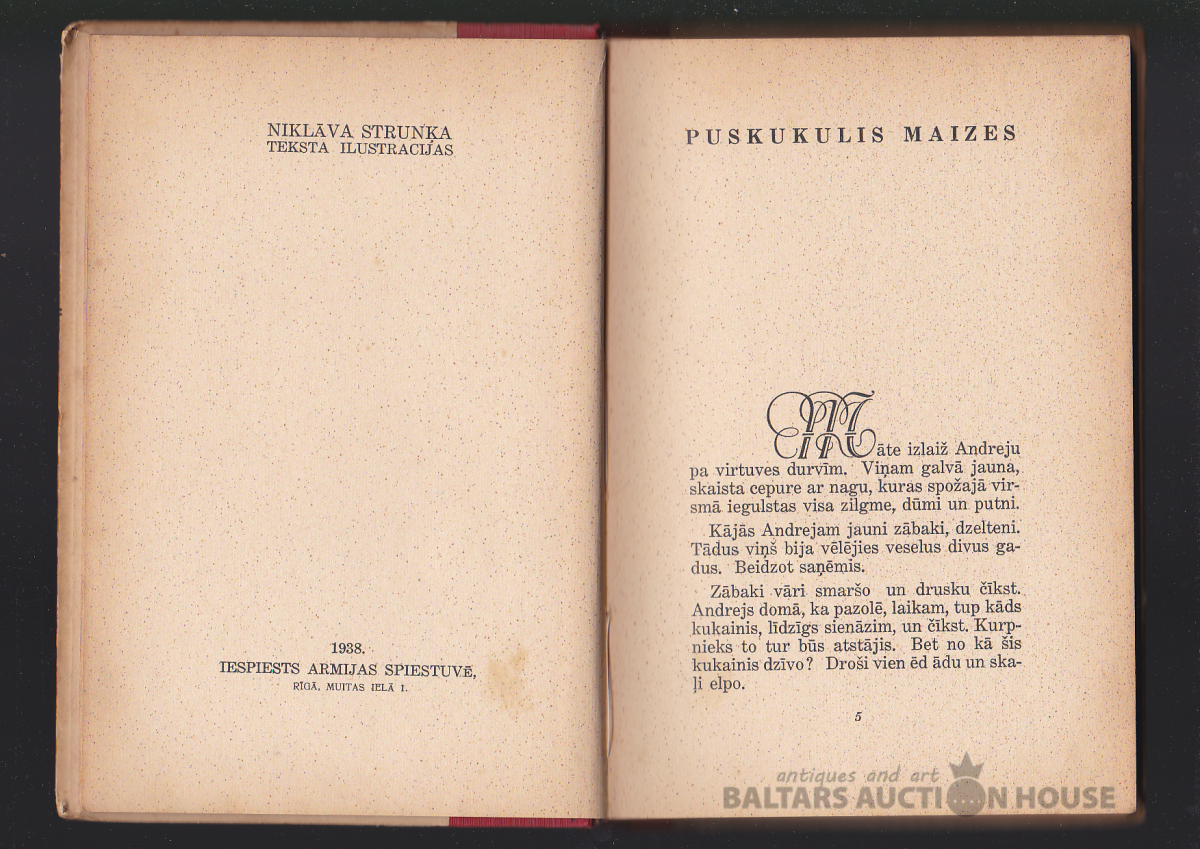 NIKLĀVA STRUNĶA
TEKSTA ILUSTRACIJAS
1938.
IESPIESTS ARMIJAS SPIESTUVĒ,
RĪGĀ, MUITAS IELĀ 1.
PUSKUKULIS MAIZES
Māte izlaiž Andreju
pa virtuves durvīm. Viņam galvā jauna,
skaista cepure ar nagu, kuras spožajā vir-
smā iegulstas visa zilgme, dūmi un putni.
Kājās Andrejam jauni zābaki, dzelteni.
Tādus viņš bija vēlējies veselus divus ga-
dus. Beidzot saņēmis.
Zābaki vāri smaršo un drusku čīkst.
Andrejs domā, ka pazolē, laikam, tup kāds
kukainis, līdzīgs sienāzim, un čīkst. Kurp-
nieks to tur būs atstājis. Bet no kā šis
kukainis dzīvo? Droši vien ēd ādu un ska-
ļi elpo.
5
antiques and art
BALTARS AUCTION HOUSE